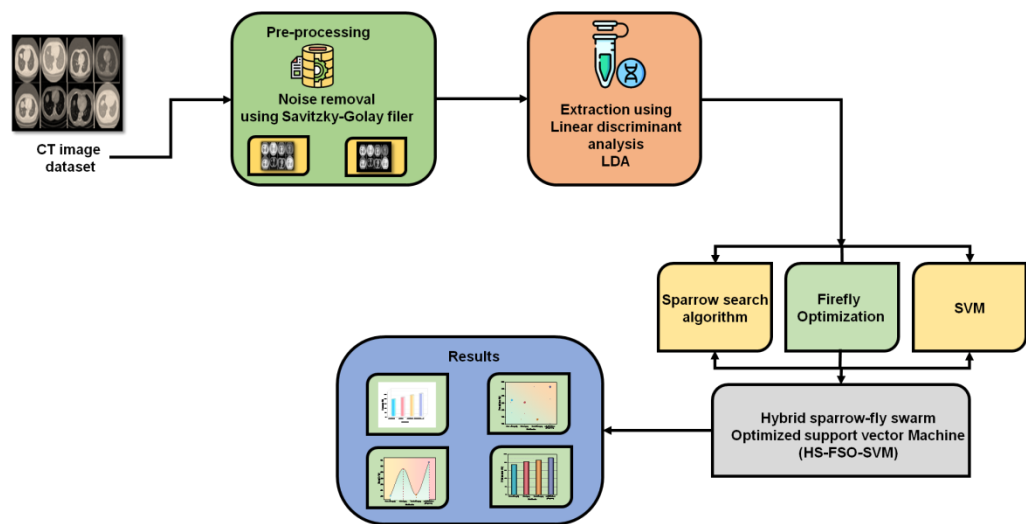 CT image
dataset
Pre-processing
Noise removal
using Savitzky-Golay filer
Extraction using
Linear discriminant
analysis
LDA
Sparrow search
algorithm
Firefly
Optimization
SVM
Hybrid sparrow-fly swarm
Optimized support vector Machine
(HS-FSO-SVM)
Results